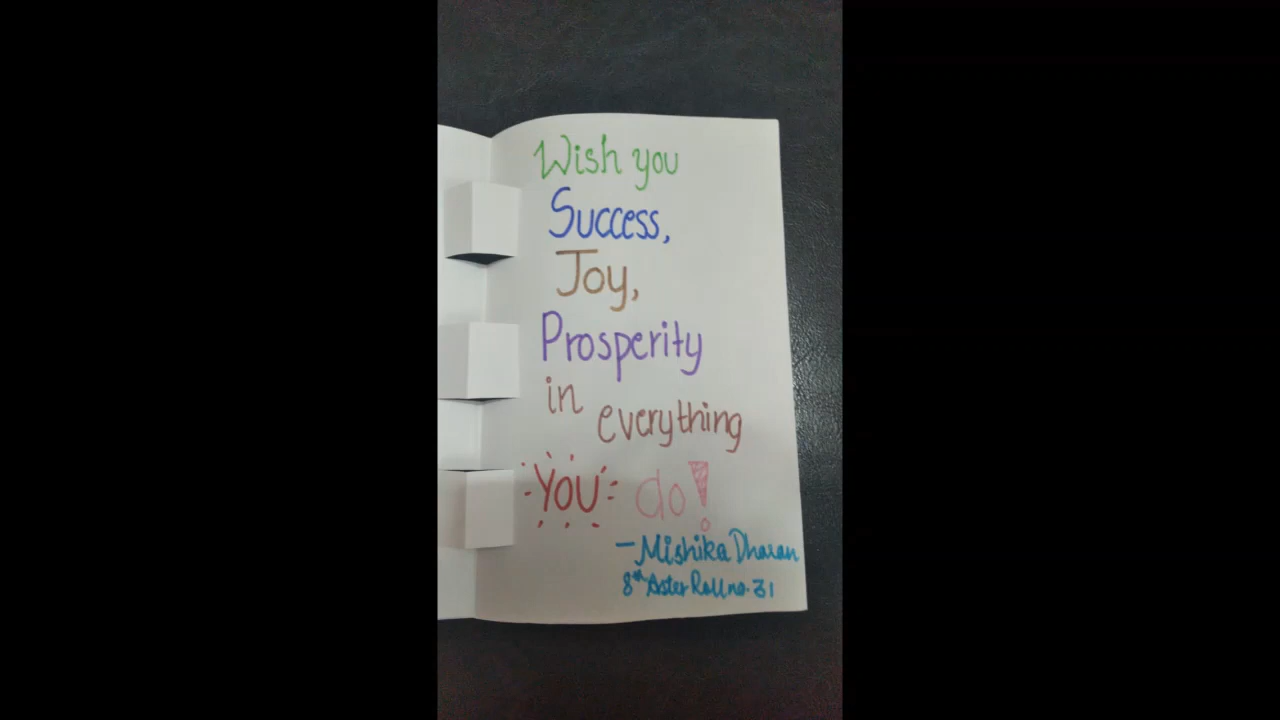 Wish you
Success,
Joy,
Prosperity
in everything
YOU do!
- Mishika Dharan
8th Aster Roll no. 31